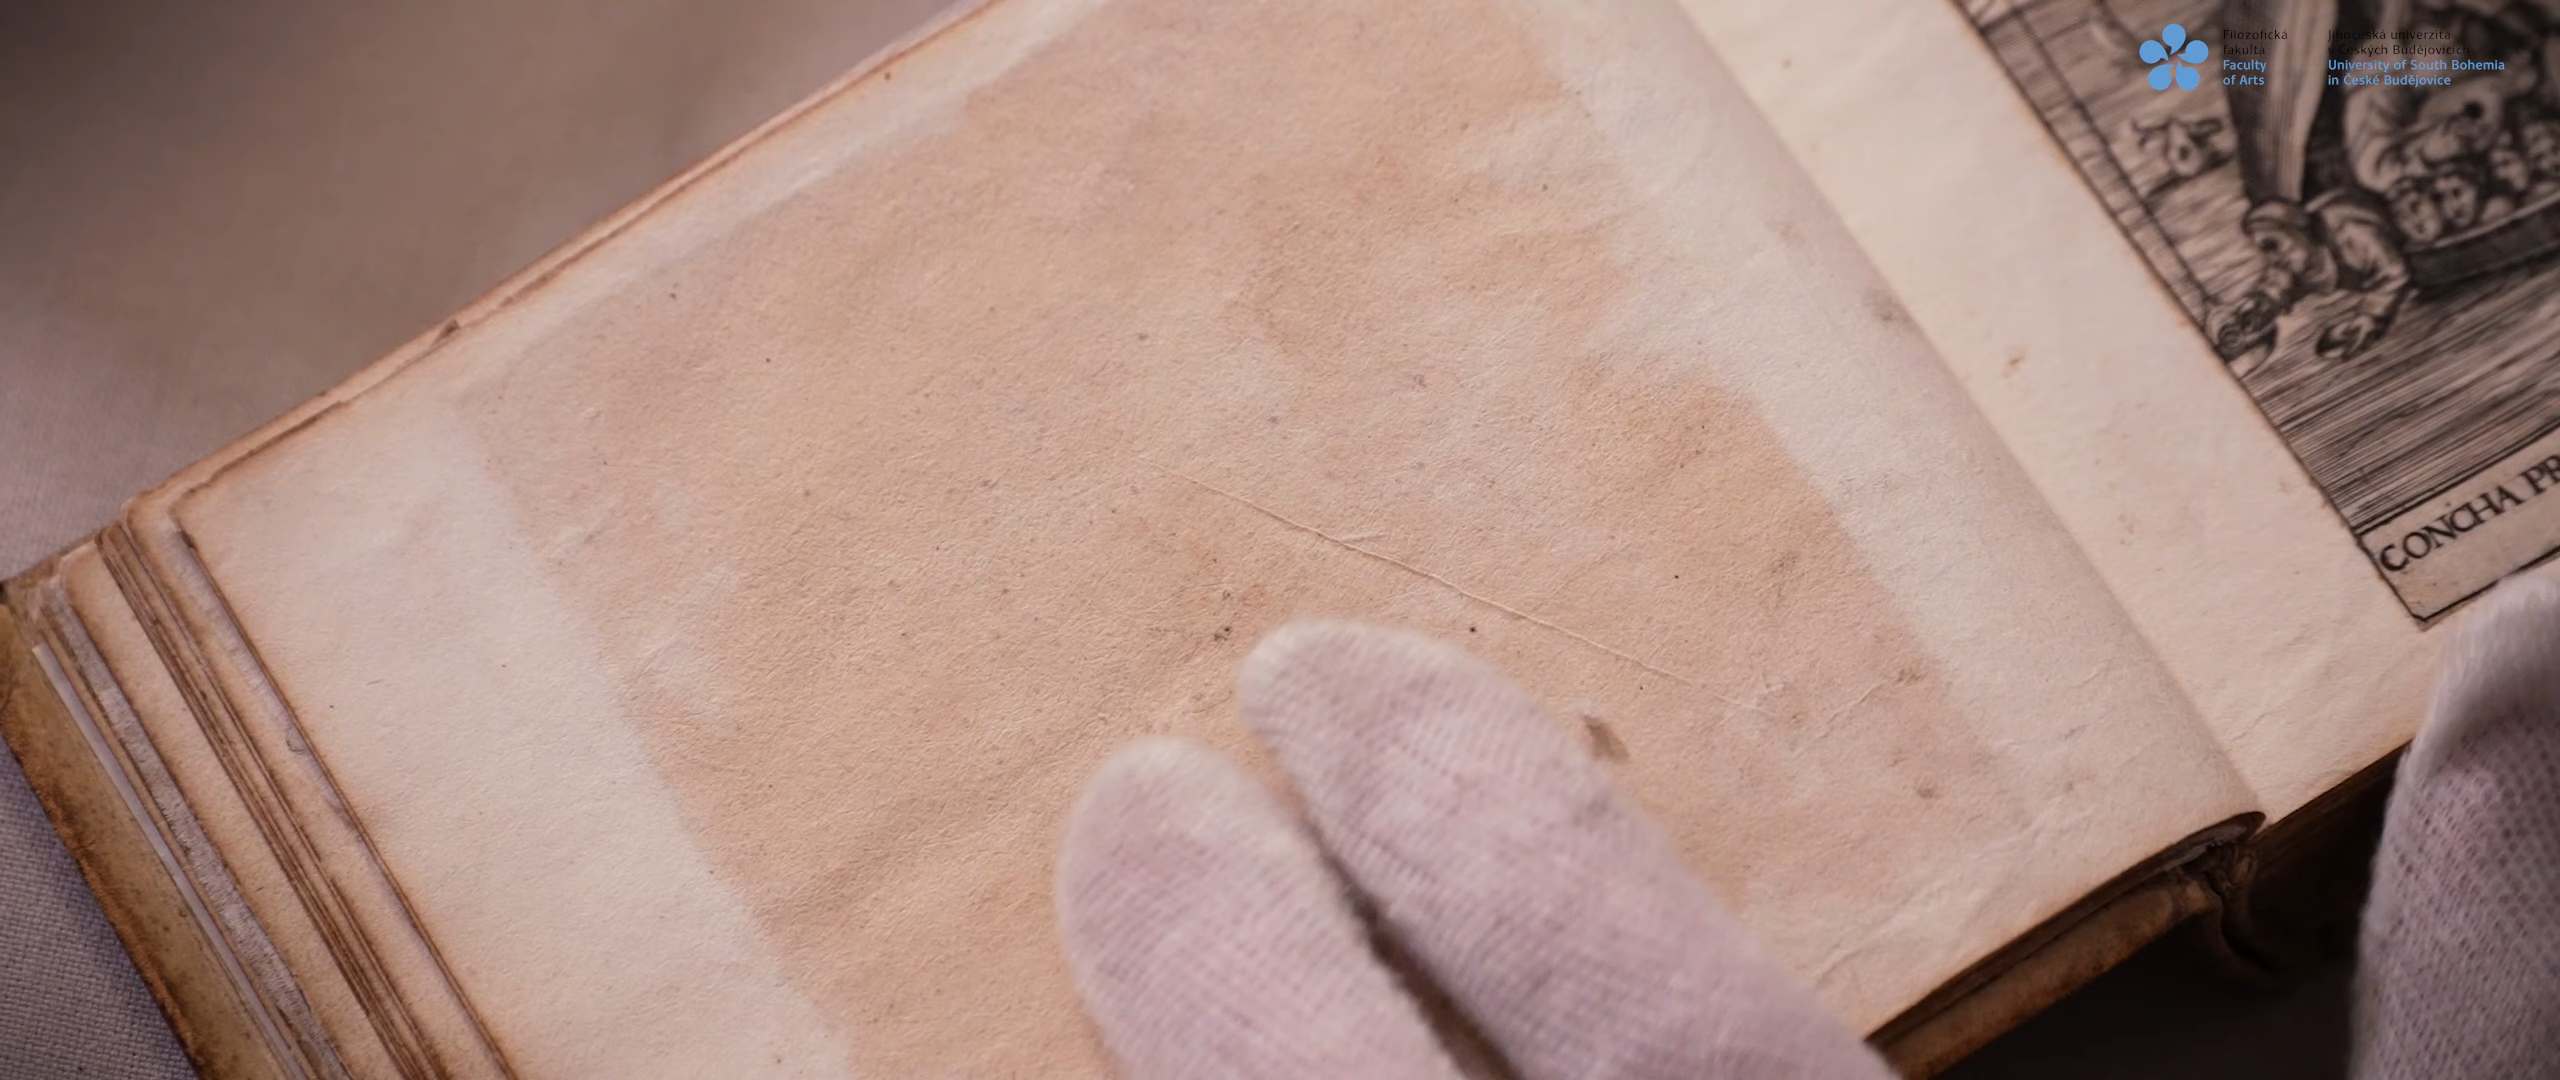 Filozofická
fakulta
Faculty
of Arts
Jihočeská univerzita
v Českých Budějovicích
University of South Bohemia
in České Budějovice
CONCHA PR